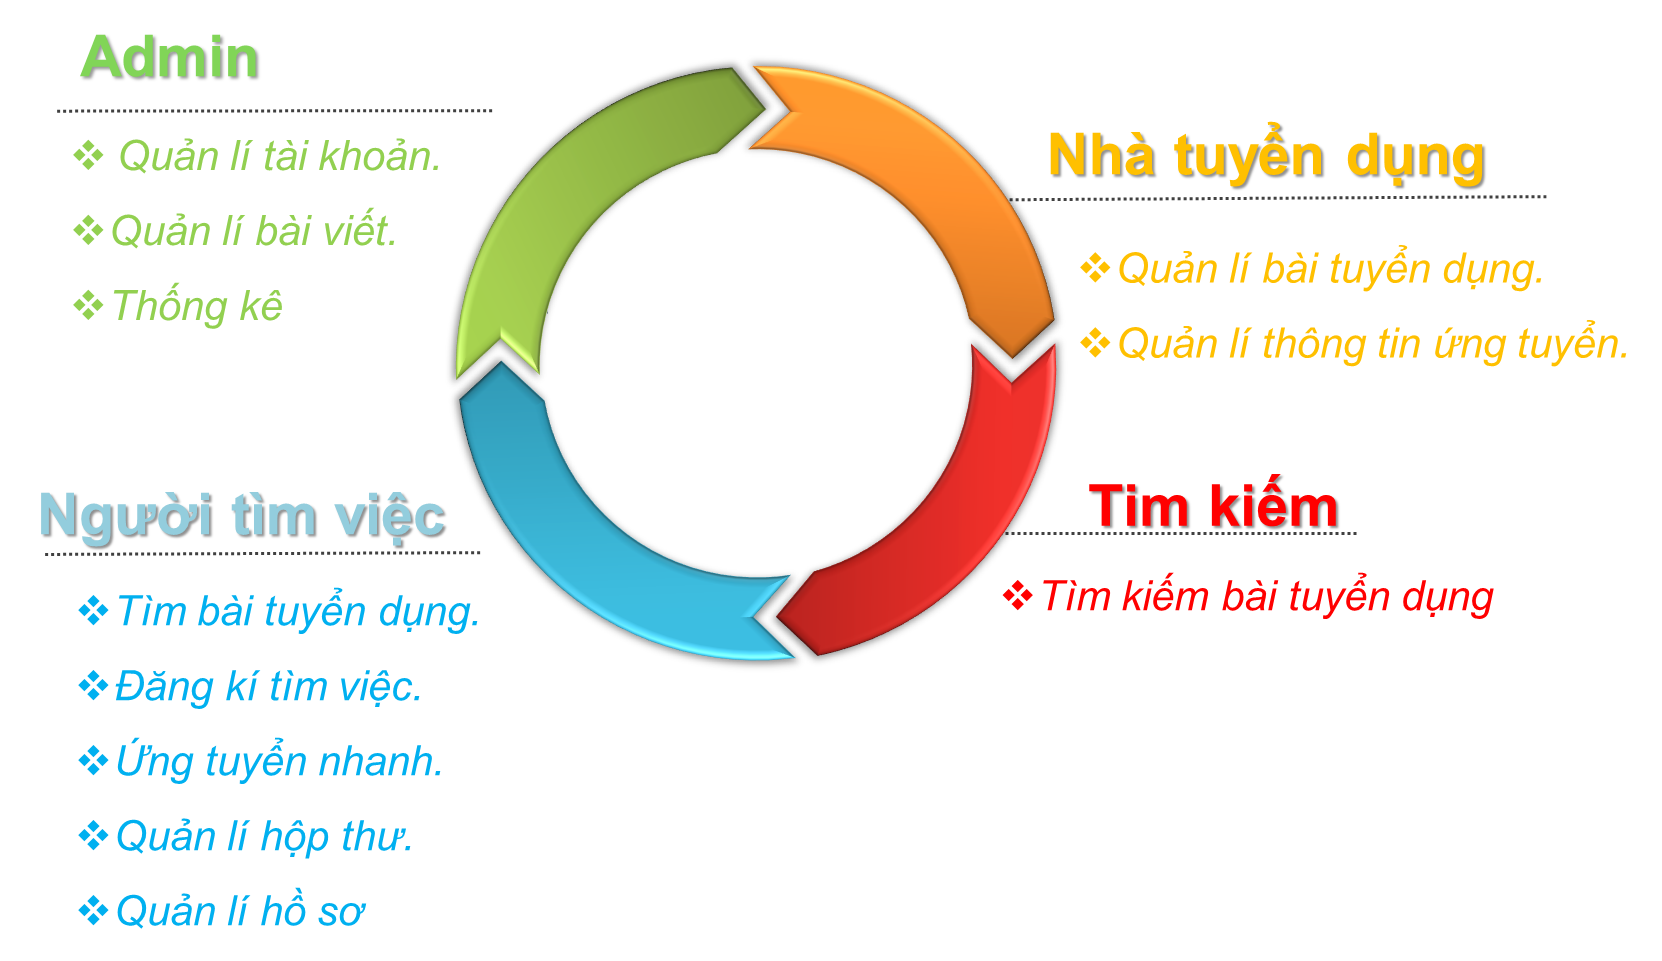 Admin
Quản lí tài khoản.
Quản lí bài viết.
Thống kê
Nhà tuyển dụng
Quản lí bài tuyển dụng.
Quản lí thông tin ứng tuyển.
Người tìm việc
Tìm bài tuyển dụng.
Đăng kí tìm việc.
Ứng tuyển nhanh.
Quản lí hộp thư.
Quản lí hồ sơ
Tim kiếm
Tìm kiếm bài tuyển dụng